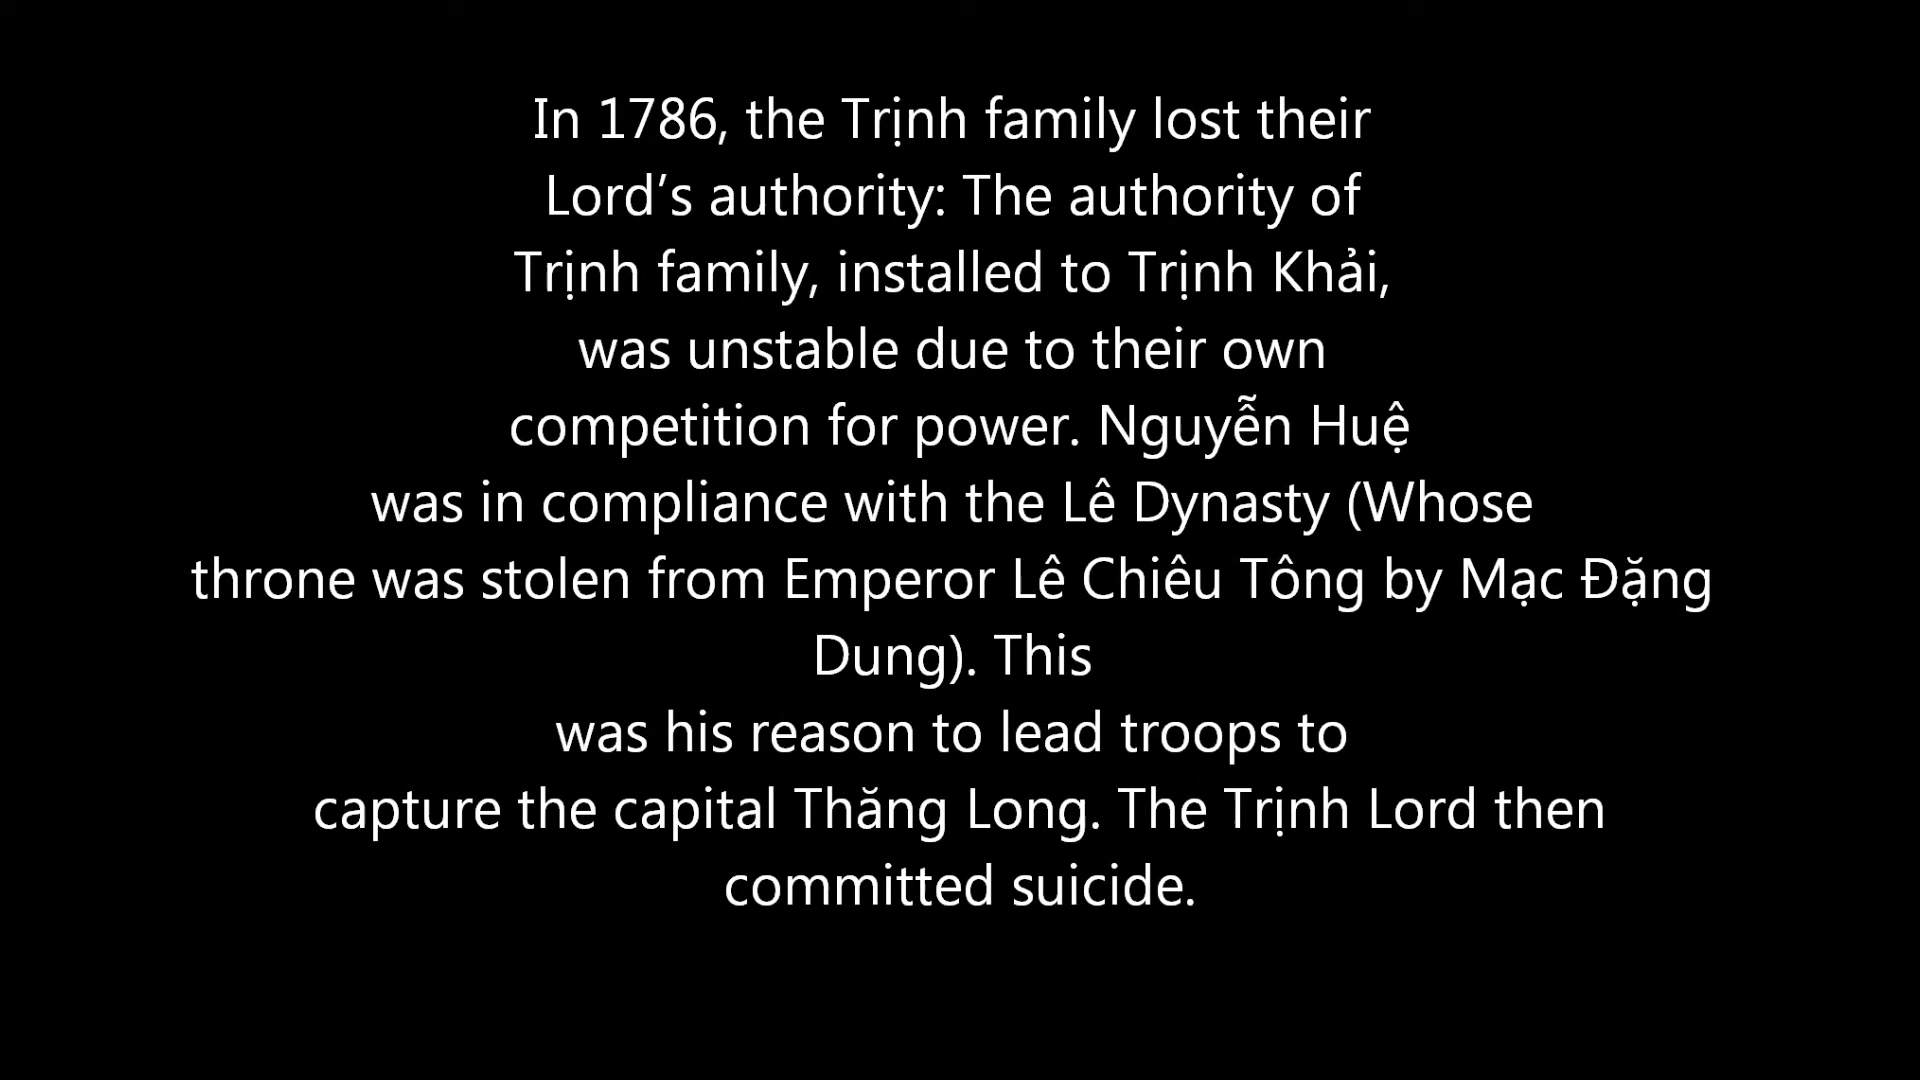 In 1786, the Trịnh family lost their
Lord’s authority: The authority of
Trịnh family, installed to Trịnh Khải,
was unstable due to their own
competition for power. Nguyễn Huệ
was in compliance with the Lê Dynasty (Whose
throne was stolen from Emperor Lê Chiêu Tông by Mạc Đặng
Dung). This
was his reason to lead troops to
capture the capital Thăng Long. The Trịnh Lord then
committed suicide.